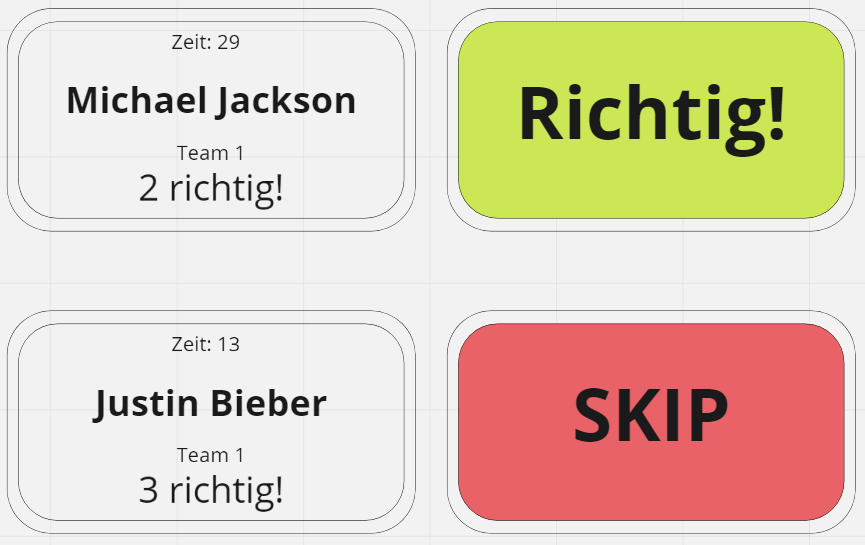 Zeit: 29
Michael Jackson
Team 1
2 richtig!
Richtig!
Zeit: 13
Justin Bieber
Team 1
3 richtig!
SKIP